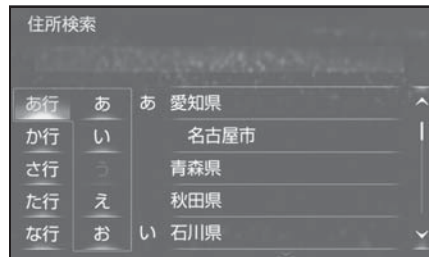 住所検索
あ行 あ あ 愛知県
か行 い 名古屋市
さ行 う 青森県
た行 え 秋田県
な行 お い 石川県